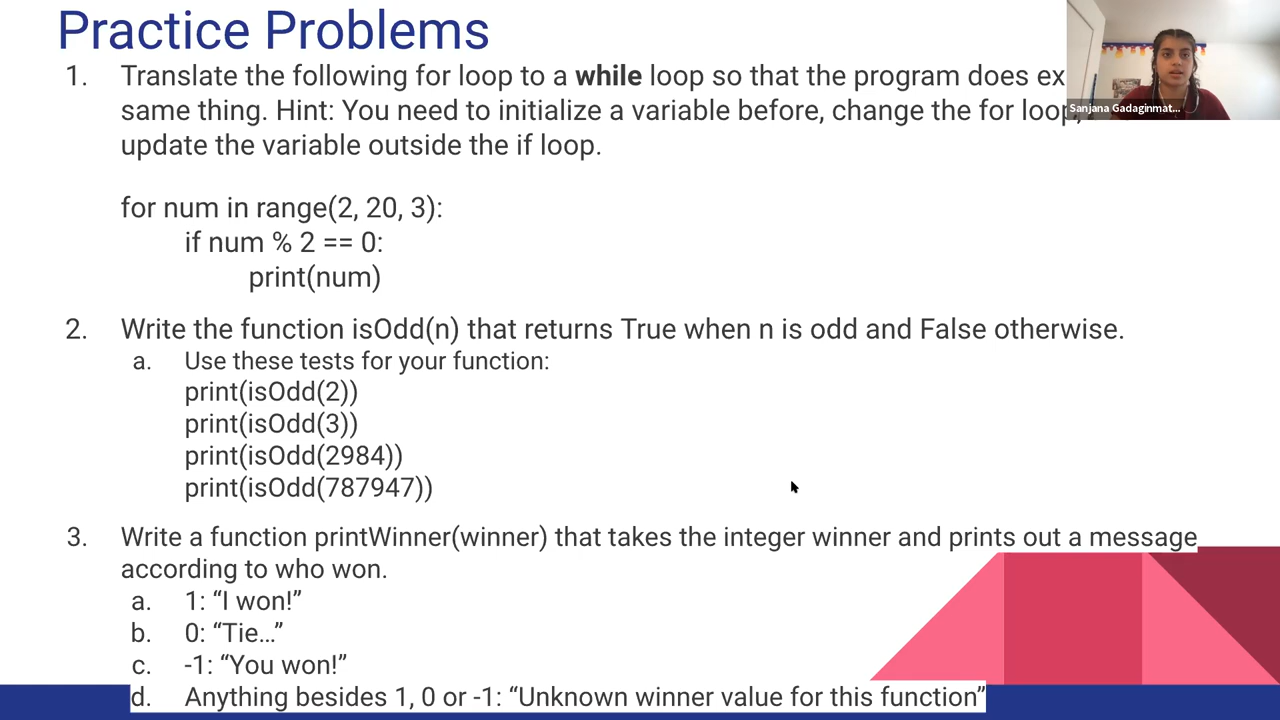 Practice Problems
1. Translate the following for loop to a while loop so that the program does ex
same thing. Hint: You need to initialize a variable before, change the for loop,
update the variable outside the if loop.
for num in range(2, 20, 3):
if num % 2 == 0:
print(num)
2. Write the function isOdd(n) that returns True when n is odd and False otherwise.
a. Use these tests for your function:
print(isOdd(2))
print(isOdd(3))
print(isOdd(2984))
print(isOdd(787947))
3. Write a function printWinner(winner) that takes the integer winner and prints out a message
according to who won.
a. 1: “I won!”
b. 0: “Tie…”
c. -1: “You won!”
d. Anything besides 1, 0 or -1: “Unknown winner value for this function”
Sanjana Gadaginmat...